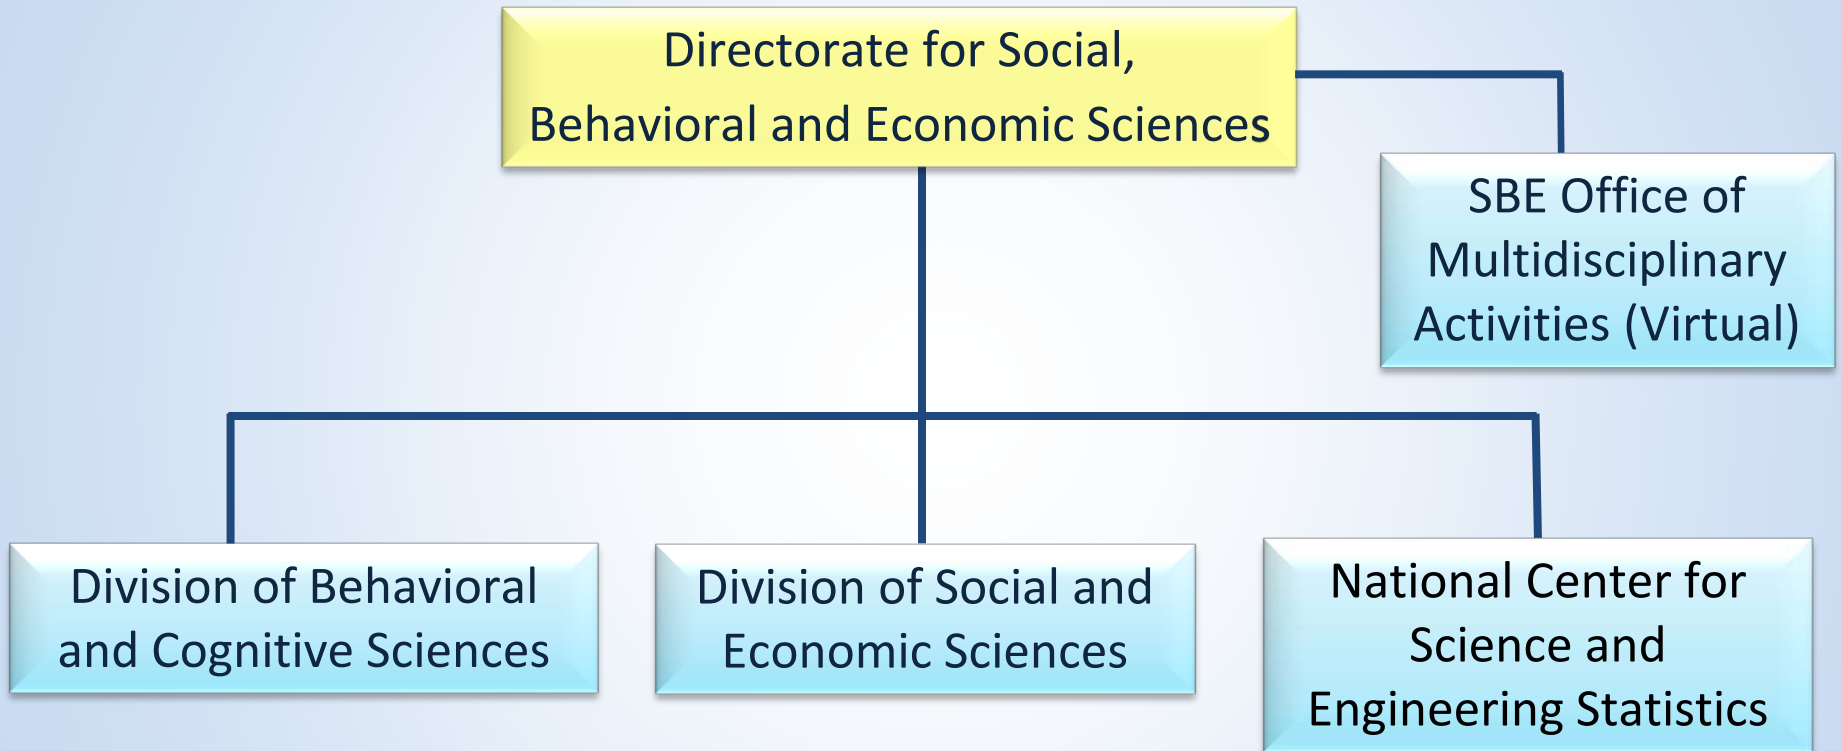 Directorate for Social,
Behavioral and Economic Sciences
SBE Office of
Multidisciplinary
Activities (Virtual)
Division of Behavioral
and Cognitive Sciences
Division of Social and
Economic Sciences
National Center for
Science and
Engineering Statistics